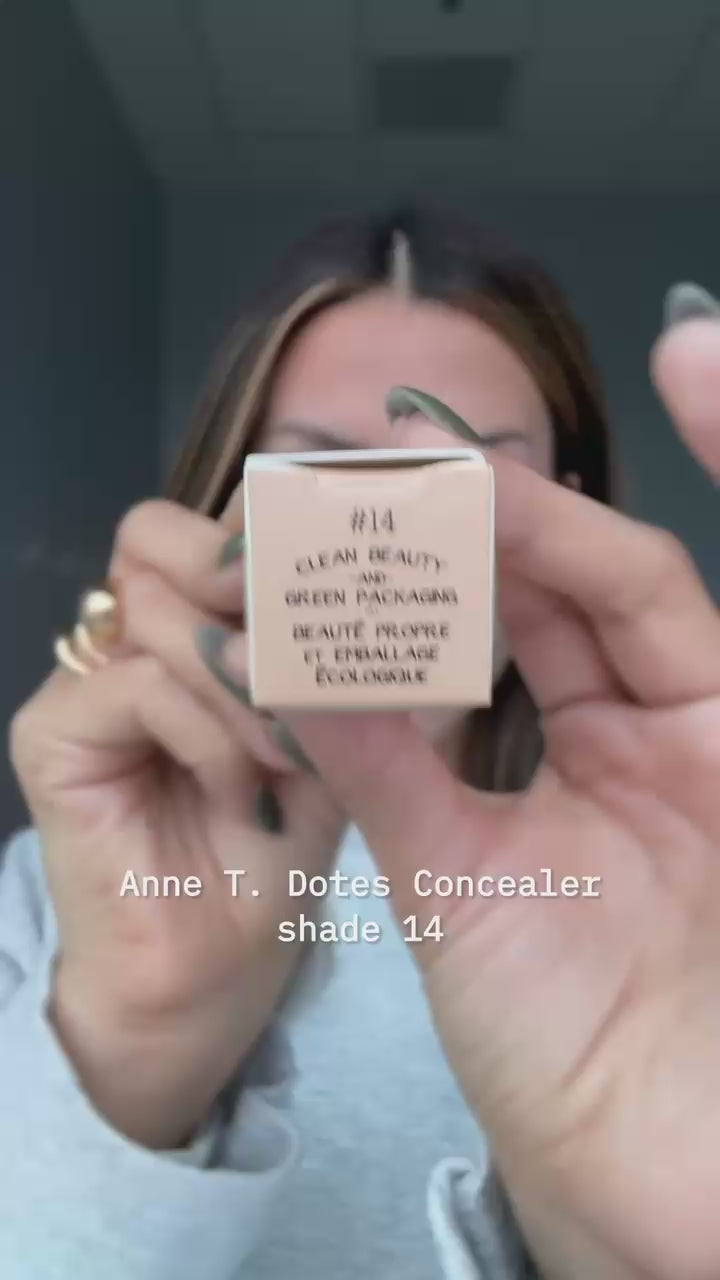 #14
CLEAN BEAUTY
-AND-
GREEN PACKAGING
BEAUTÉ PROPRE
ET EMBALLAGE
ÉCOLOGIQUE
Anne T. Dotes Concealer
shade 14